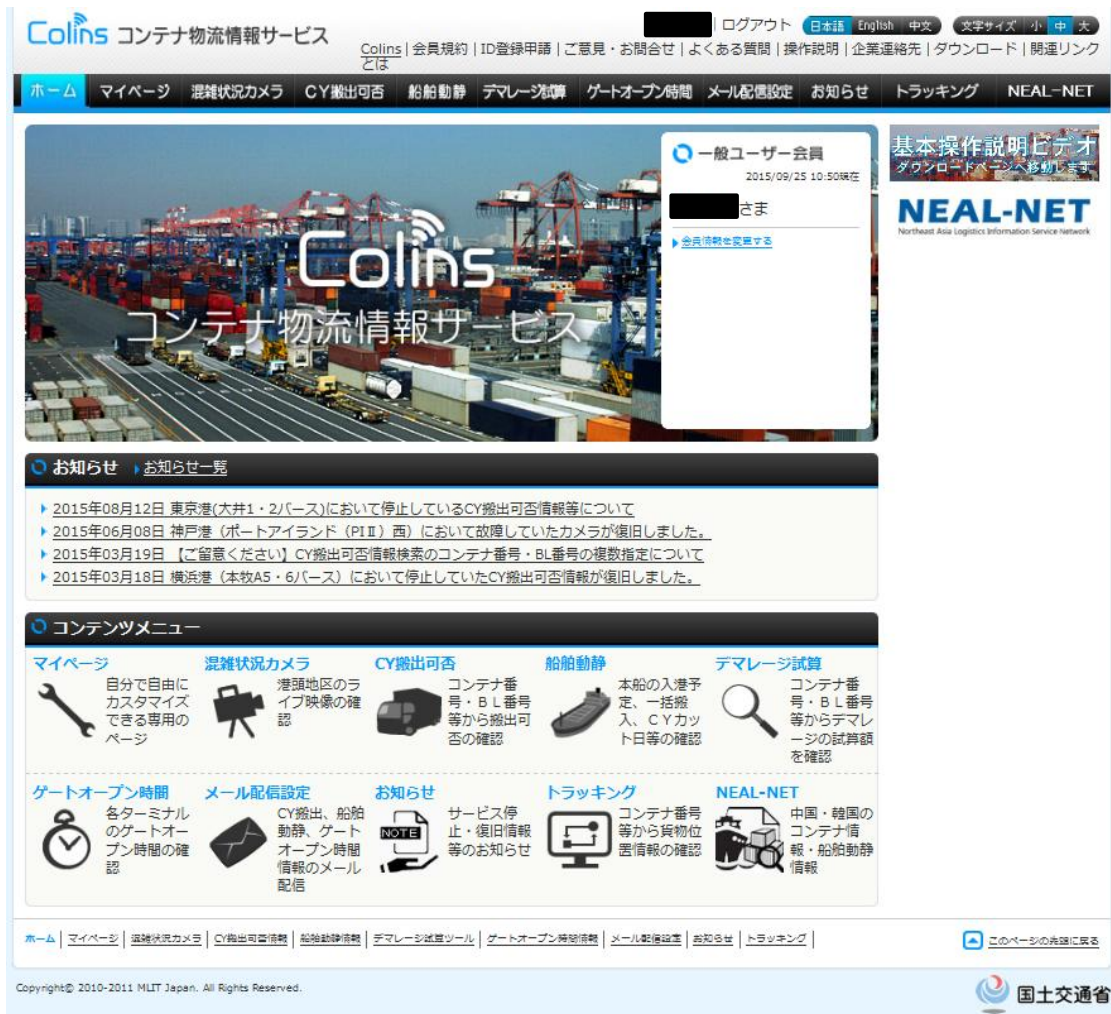 Colins コンテナ物流情報サービス
ログアウト 日本語 English 中文 文字サイズ 小 中 大
Colinsとは | 会員規約 | ID登録申請 | ご意見・お問合せ | よくある質問 | 操作説明 | 企業連絡先 | ダウンロード | 関連リンク
ホーム マイページ 混雑状況カメラ CY搬出可否 船舶動静 デマレージ試算 ゲートオープン時間 メール配信設定 お知らせ トラッキング NEAL-NET
Colins
コンテナ物流情報サービス
一般ユーザー会員
2015/09/25 10:50現在
さま
会員情報を変更する
基本操作説明ビデオ
ダウンロードページへ移動します
NEAL-NET
Northeast Asia Logistics Information Service Network
お知らせ お知らせ一覧
2015年08月12日 東京港(大井1・2バース)において停止しているCY搬出可否情報等について
2015年06月08日 神戸港（ポートアイランド（PIⅡ）西）において故障していたカメラが復旧しました。
2015年03月19日 【ご留意ください】CY搬出可否情報検索のコンテナ番号・BL番号の複数指定について
2015年03月18日 横浜港（本牧A5・6バース）において停止していたCY搬出可否情報が復旧しました。
コンテンツメニュー
マイページ
自分で自由に
カスタマイズ
できる専用の
ページ
混雑状況カメラ
港頭地区のラ
イブ映像の確
認
CY搬出可否
コンテナ番
号・ＢＬ番号
等から搬出可
否の確認
船舶動静
本船の入港予
定、一括搬
入、ＣＹカッ
ト日等の確認
デマレージ試算
コンテナ番
号・ＢＬ番号
等からデマレ
ージの試算額
を確認
ゲートオープン時間
各ターミナル
のゲートオー
プン時間の確
認
メール配信設定
CY搬出、船舶
動静、ゲート
オープン時間
情報のメール
配信
お知らせ
NOTE
サービス停
止・復旧情報
等のお知らせ
トラッキング
コンテナ番号
等から貨物位
置情報の確認
NEAL-NET
中国・韓国の
コンテナ情
報・船舶動静
情報
ホーム | マイページ | 混雑状況カメラ | CY搬出可否情報 | 船舶動静情報 | デマレージ試算ツール | ゲートオープン時間情報 | メール配信設定 | お知らせ | トラッキング |
このページの先頭に戻る
Copyright© 2010-2011 MLIT Japan. All Rights Reserved.
国土交通省